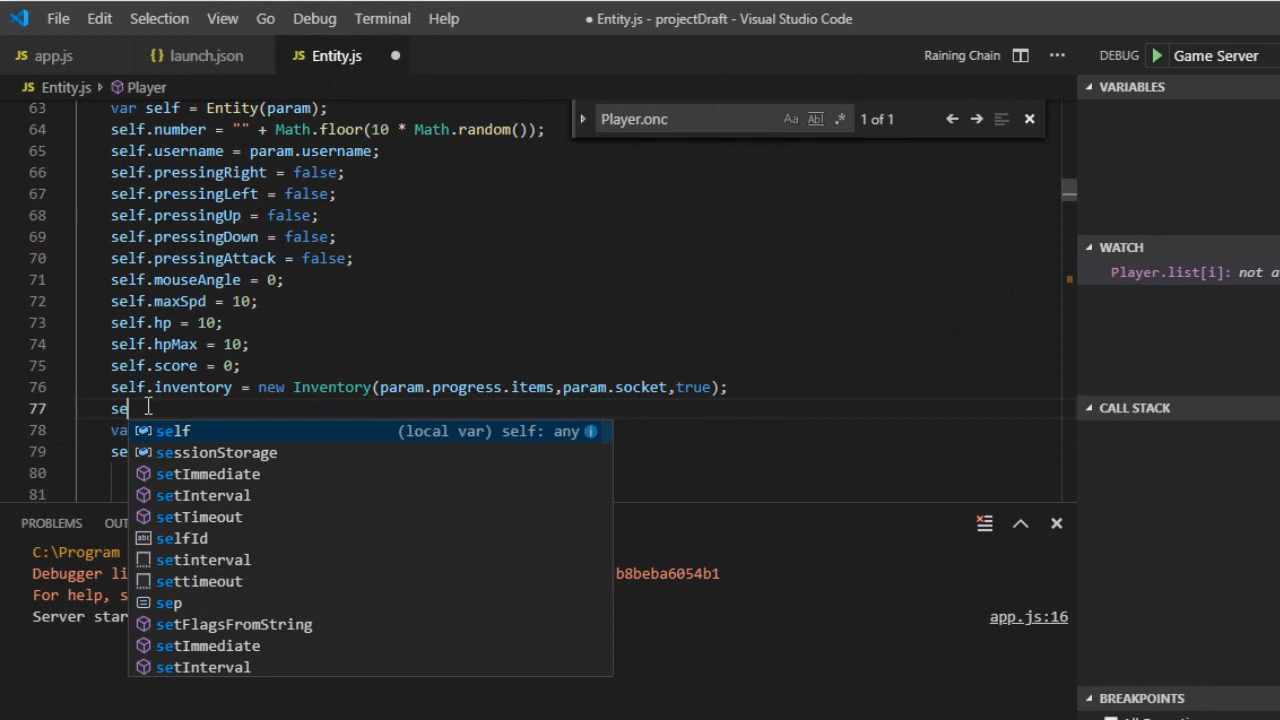 File Edit Selection View Go Debug Terminal Help ● Entity.js - projectDraft - Visual Studio Code
JS app.js {} launch.json JS Entity.js ● Raining Chain ··· DEBUG Game Server
JS Entity.js Player VARIABLES
Player.onc Aa Abl .* 1 of 1
63 var self = Entity(param);
64 self.number = "" + Math.floor(10 * Math.random());
65 self.username = param.username;
66 self.pressingRight = false;
67 self.pressingLeft = false;
68 self.pressingUp = false;
69 self.pressingDown = false;
70 self.pressingAttack = false;
71 self.mouseAngle = 0;
72 self.maxSpd = 10;
73 self.hp = 10;
74 self.hpMax = 10;
75 self.score = 0;
76 self.inventory = new Inventory(param.progress.items,param.socket,true);
77 se
78 va
79 se
80
81
self (local var) self: any
sessionStorage
setImmediate
setInterval
setTimeout
abc selfId
setinterval
settimeout
sep
setFlagsFromString
setImmediate
setInterval
WATCH
Player.list[i]: not a
CALL STACK
BREAKPOINTS
PROBLEMS OUT
C:\Program
Debugger li b8beba6054b1
For help, s
Server star app.js:16